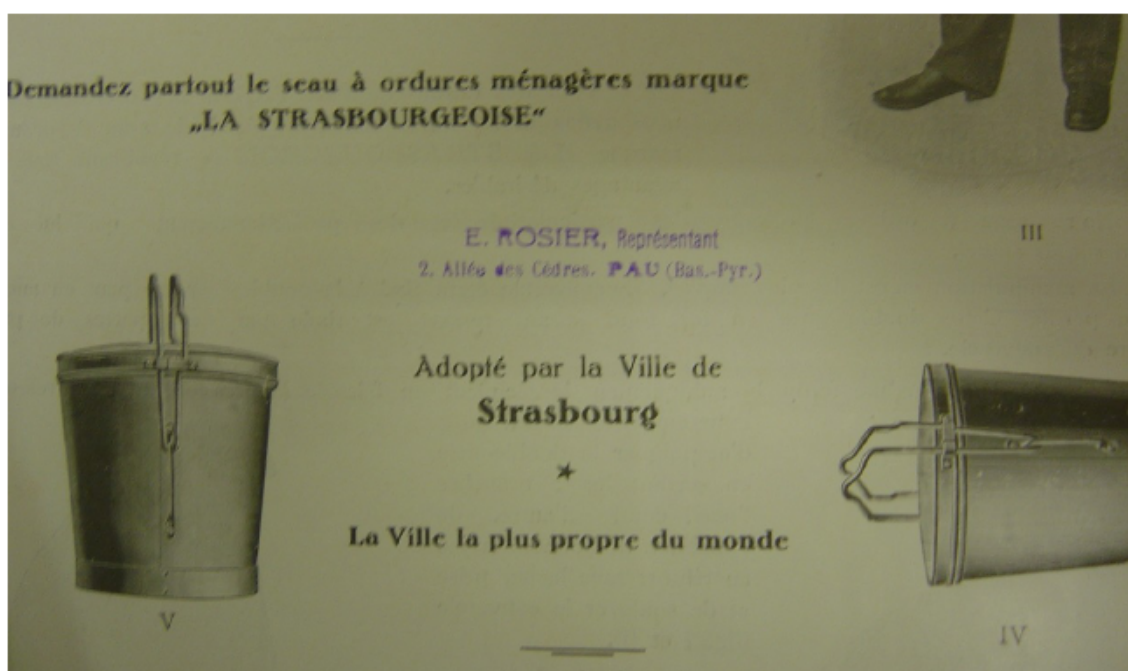 Demandez partout le seau à ordures ménagères marque
„LA STRASBOURGEOISE“
III
E. ROSIER, Représentant
2. Allée des Cédres. PAU (Bas.-Pyr.)
Adopté par la Ville de
Strasbourg
*
La Ville la plus propre du monde
V
IV